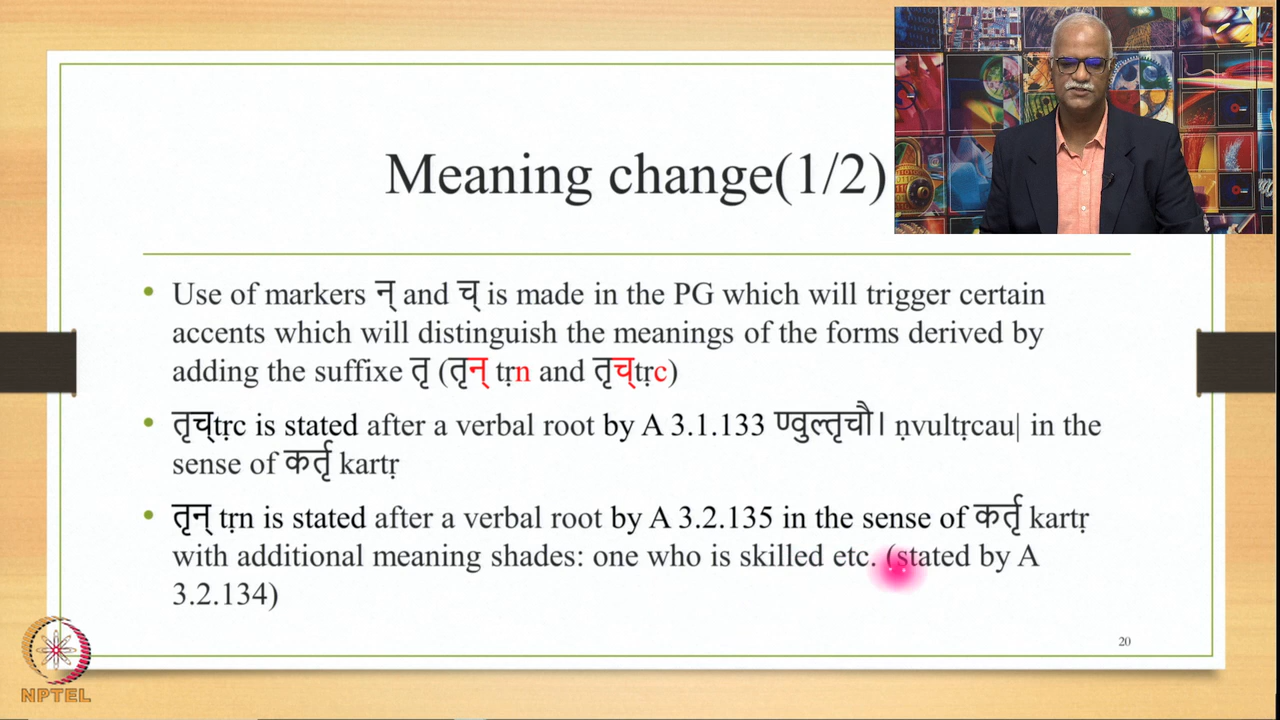 Meaning change(1/2)
• Use of markers न् and च् is made in the PG which will trigger certain
accents which will distinguish the meanings of the forms derived by
adding the suffixe तृ (तृन् tṛn and तृच्tṛc)
• तृच्tṛc is stated after a verbal root by A 3.1.133 ण्वुल्तृचौ। ṇvultṛcau| in the
sense of कर्तृ kartṛ
• तृन् tṛn is stated after a verbal root by A 3.2.135 in the sense of कर्तृ kartṛ
with additional meaning shades: one who is skilled etc. (stated by A
3.2.134)
20
NPTEL